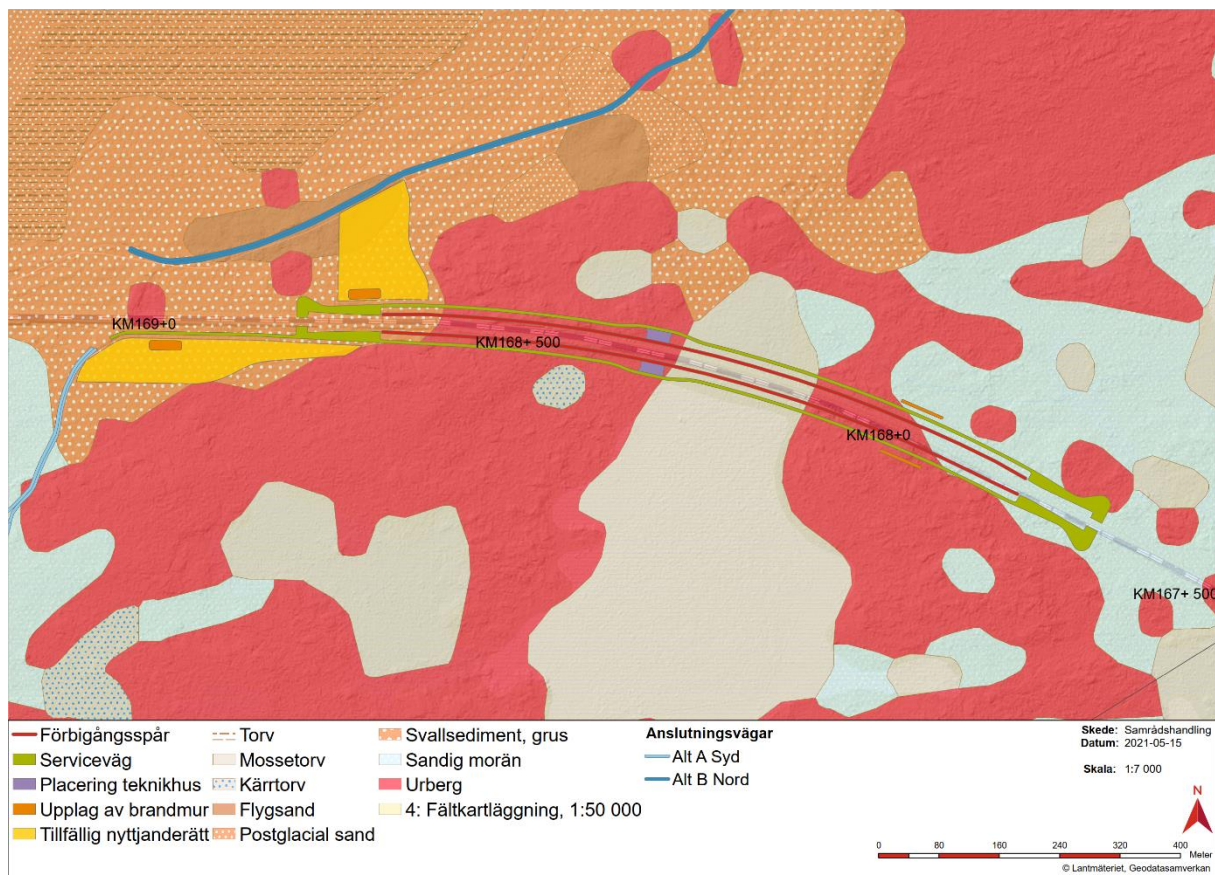 KM169+0
KM168+ 500
KM168+0
KM167+ 500
Förbigångsspår
Serviceväg
Placering teknikhus
Upplag av brandmur
Tillfällig nyttjanderätt
Torv
Mossetorv
Kärrtorv
Flygsand
Postglacial sand
Svallsediment, grus
Sandig morän
Urberg
4: Fältkartläggning, 1:50 000
Anslutningsvägar
Alt A Syd
Alt B Nord
Skede: Samrådshandling
Datum: 2021-05-15
Skala: 1:7 000
N
0 80 160 240 320 400
Meter
© Lantmäteriet, Geodatasamverkan